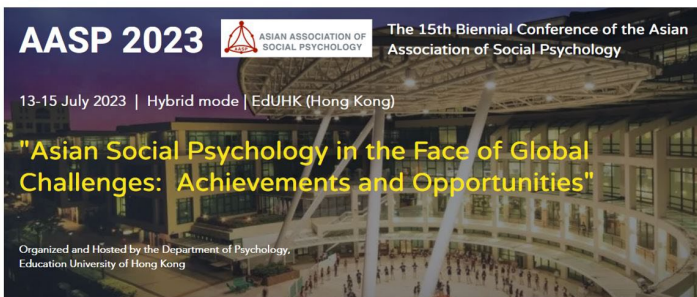 AASP 2023
ASIAN ASSOCIATION OF
SOCIAL PSYCHOLOGY
The 15th Biennial Conference of the Asian
Association of Social Psychology
13-15 July 2023 | Hybrid mode | EdUHK (Hong Kong)
"Asian Social Psychology in the Face of Global
Challenges: Achievements and Opportunities"
Organized and Hosted by the Department of Psychology,
Education University of Hong Kong